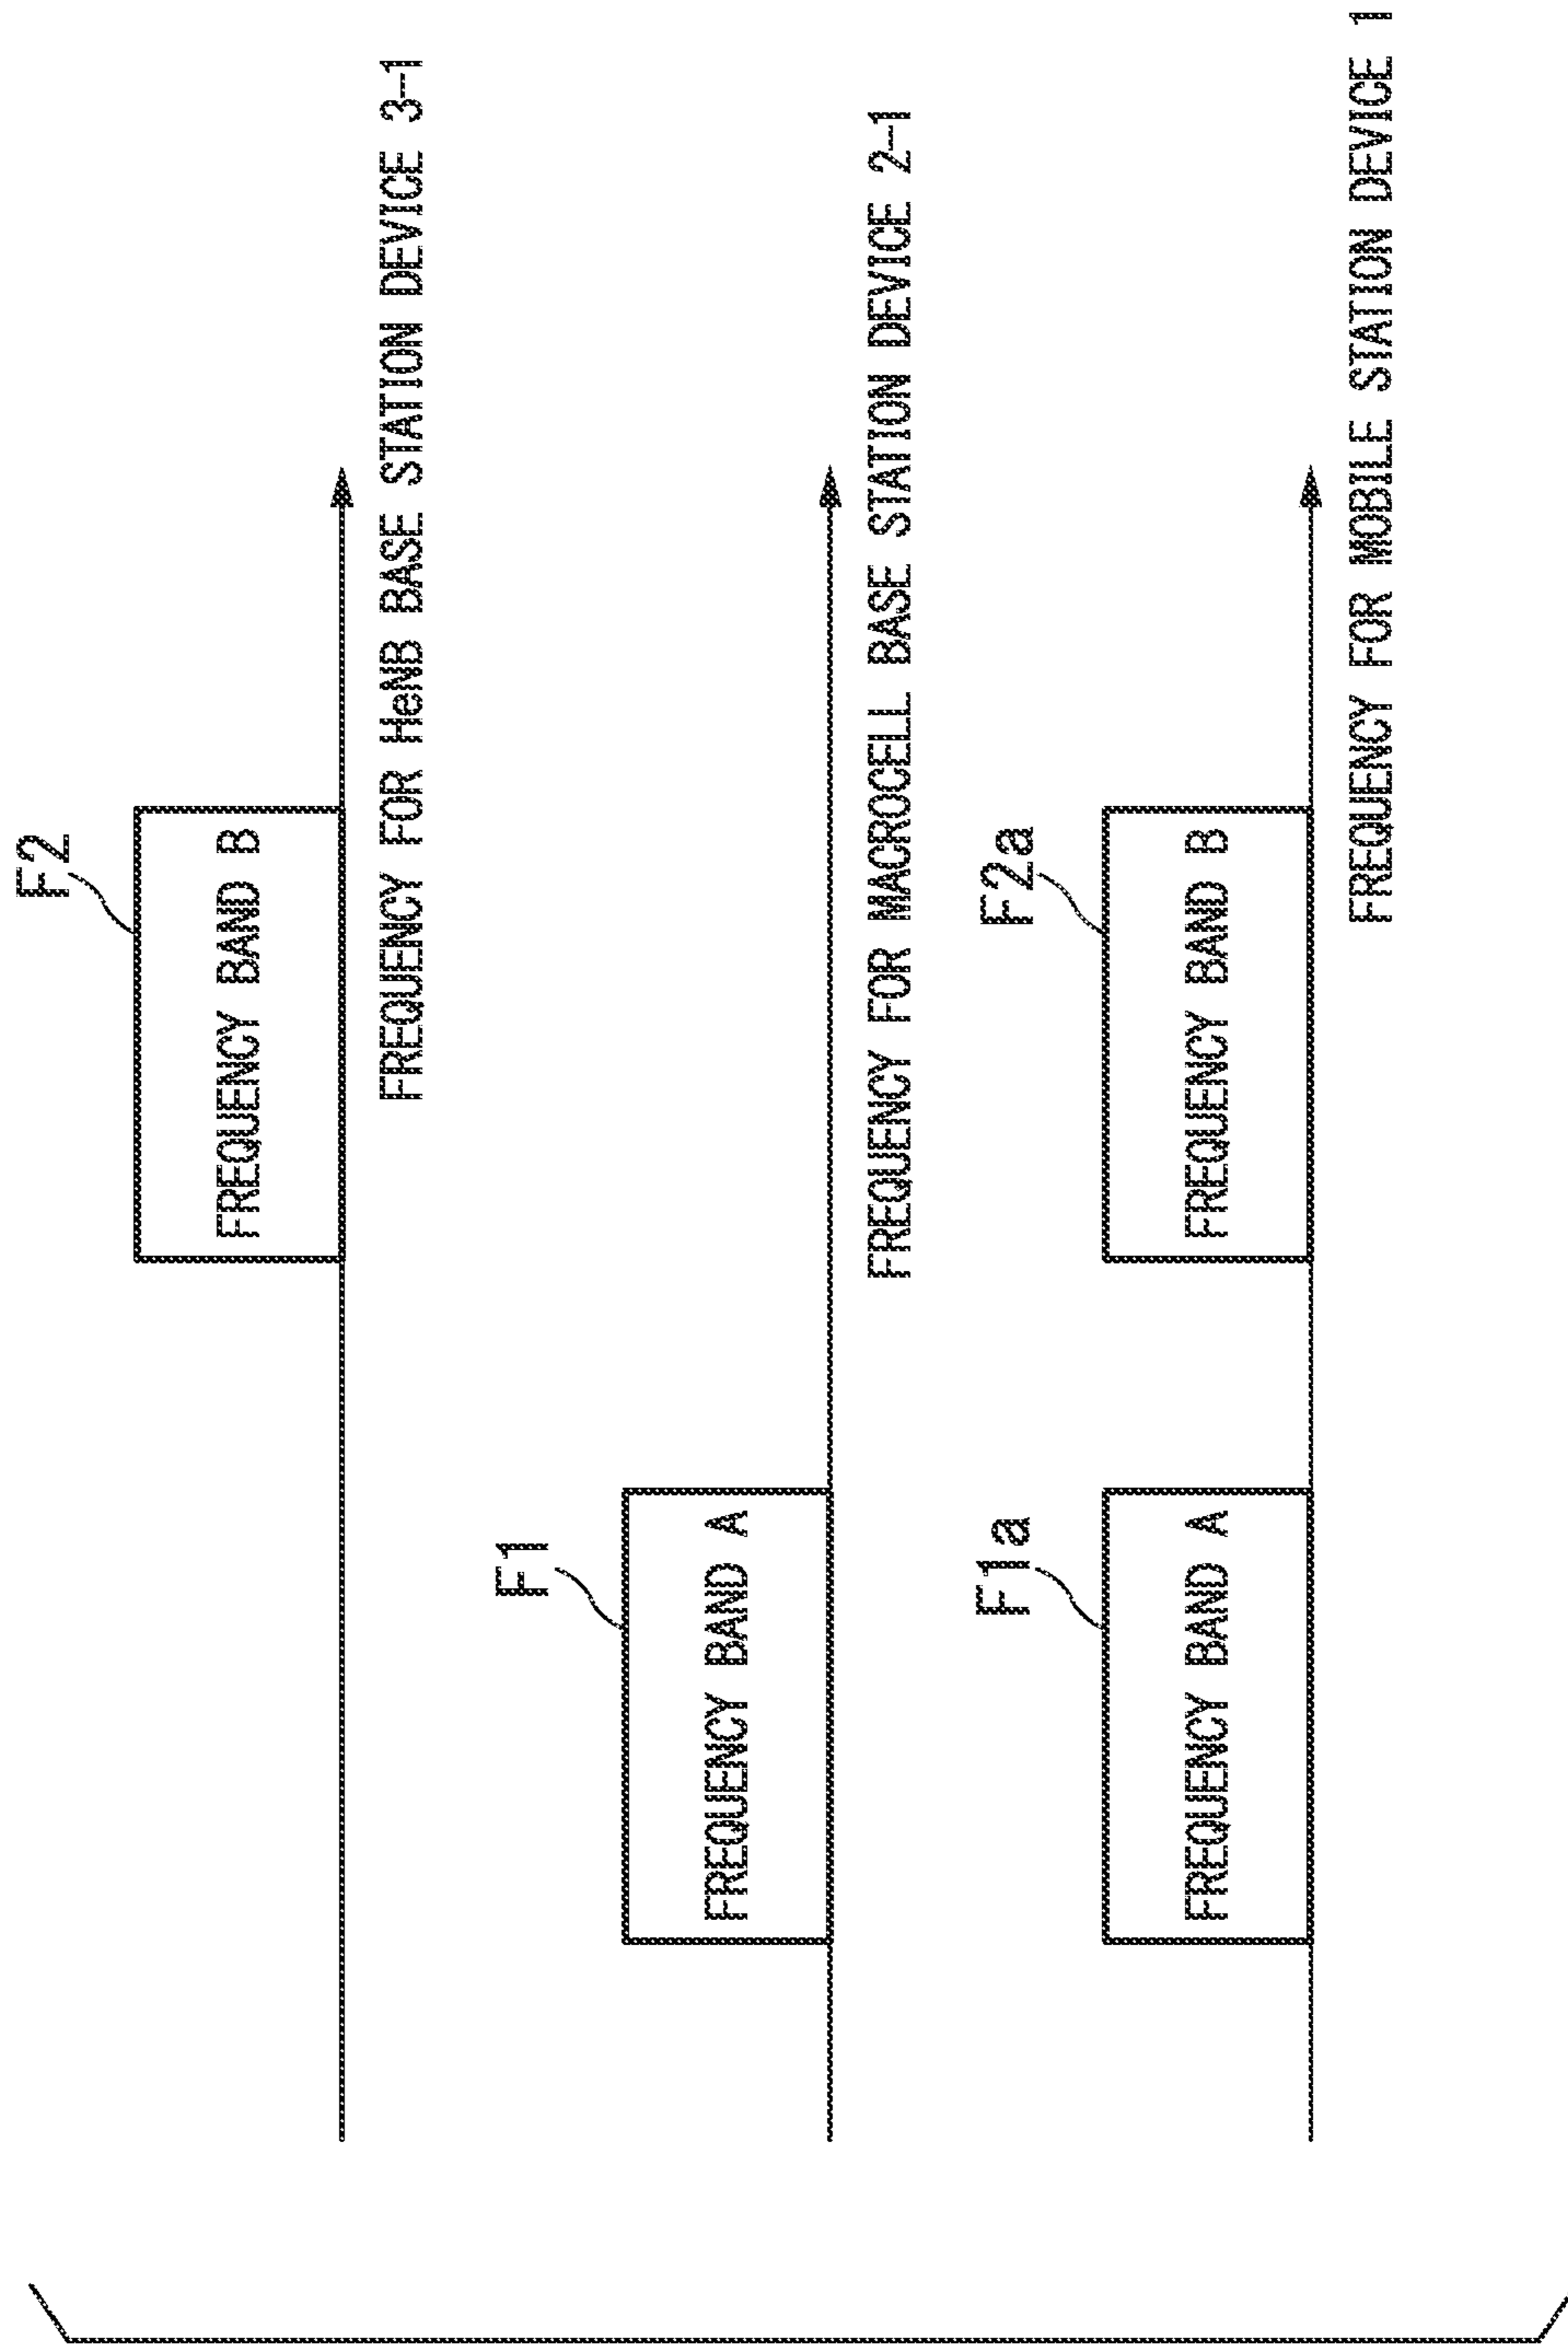 F2
FREQUENCY BAND B
FREQUENCY FOR HeNB BASE STATION DEVICE 3-1
F1
FREQUENCY BAND A
FREQUENCY FOR MACROCELL BASE STATION DEVICE 2-1
F1a
F2a
FREQUENCY BAND A
FREQUENCY BAND B
FREQUENCY FOR MOBILE STATION DEVICE 1